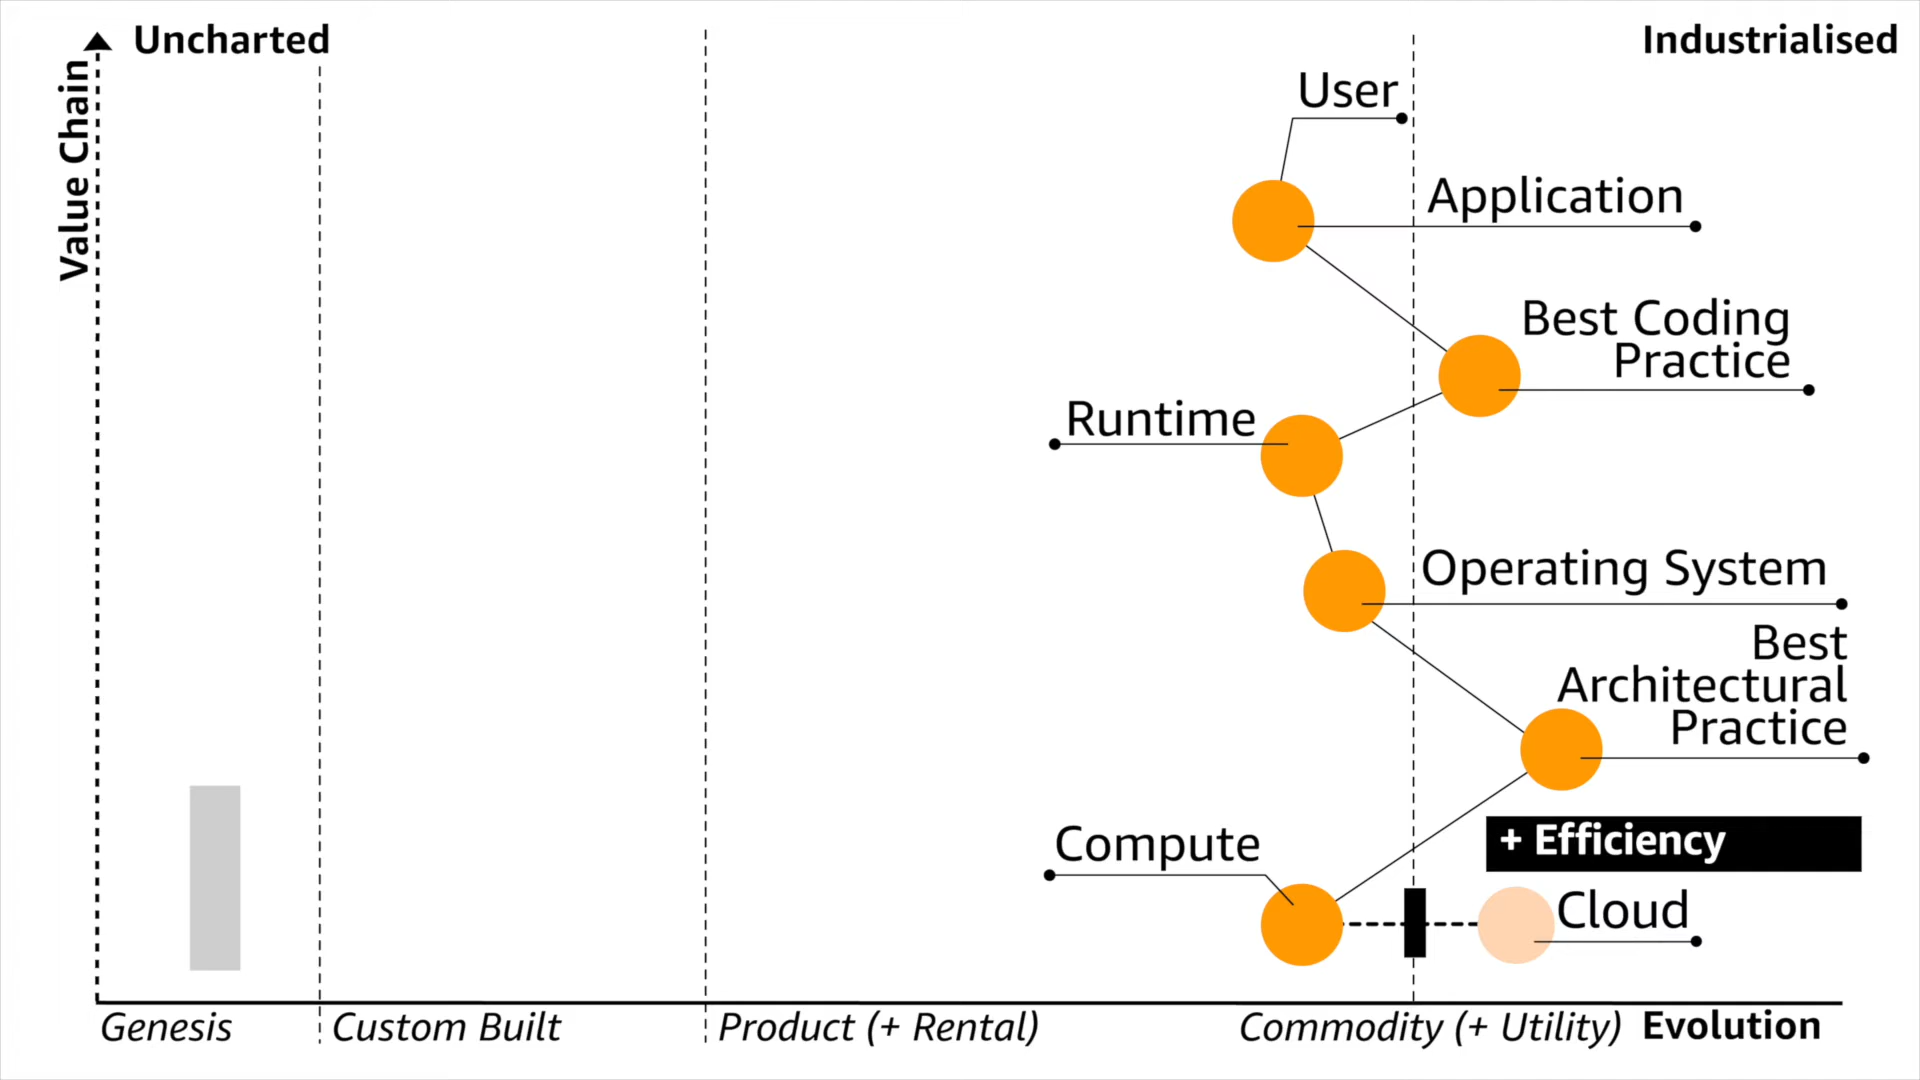 Uncharted
Industrialised
Value Chain
User
Application
Best Coding
Practice
Runtime
Operating System
Best
Architectural
Practice
Compute
+ Efficiency
Cloud
Genesis
Custom Built
Product (+ Rental)
Commodity (+ Utility)
Evolution